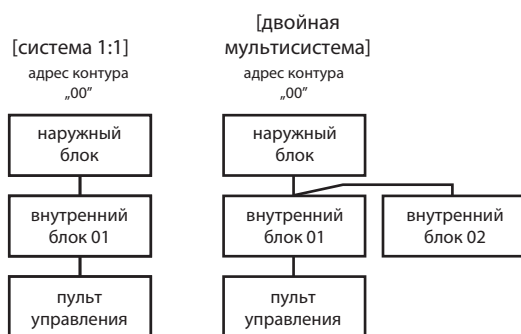 [система 1:1]
адрес контура
„00”
наружный
блок
внутренний
блок 01
пульт
управления
[двойная
мультисистема]
адрес контура
„00”
наружный
блок
внутренний
блок 01
внутренний
блок 02
пульт
управления